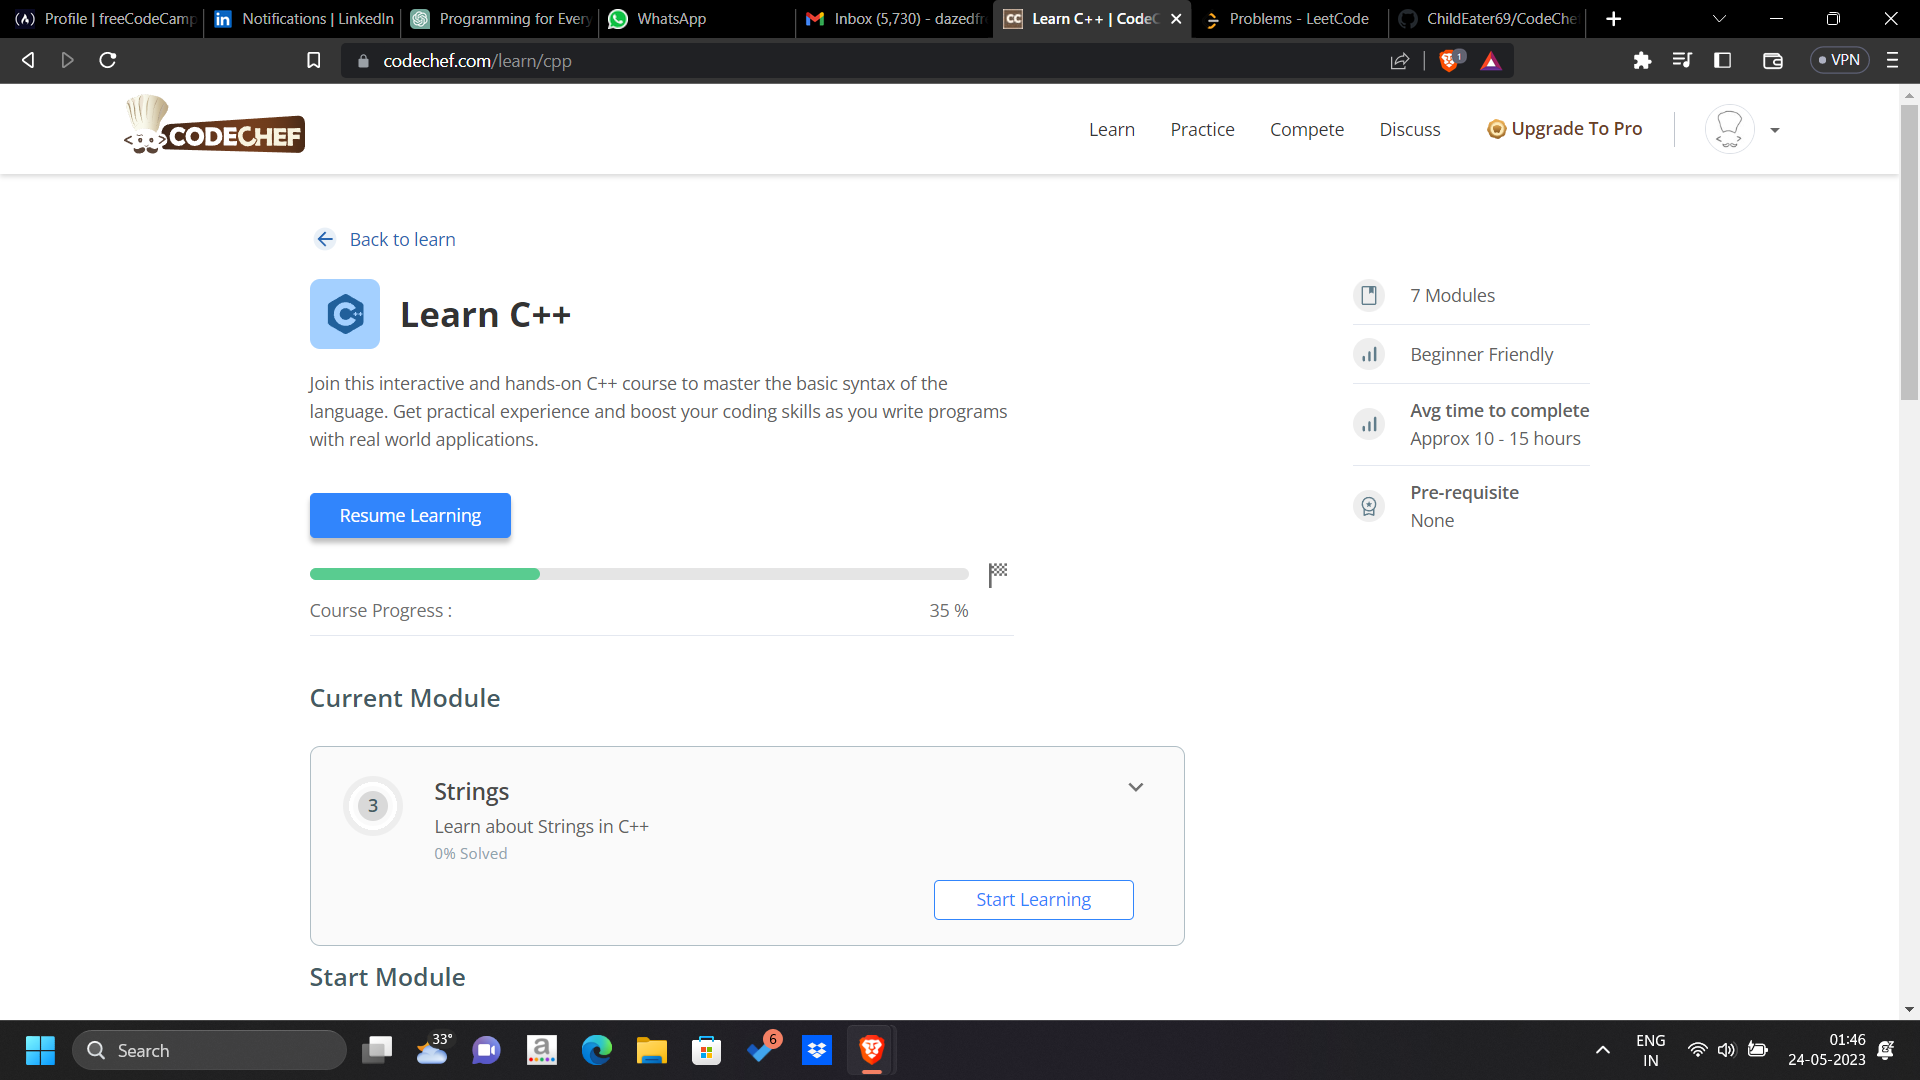 Profile | freeCodeCamp
Notifications | LinkedIn
Programming for Every
WhatsApp
Inbox (5,730) - dazedfr
CC
Learn C++ | CodeC
Problems - LeetCode
ChildEater69/CodeChe
codechef.com/learn/cpp
1
VPN
CODECHEF
Learn
Practice
Compete
Discuss
Upgrade To Pro
Back to learn
Learn C++
7 Modules
Beginner Friendly
Join this interactive and hands-on C++ course to master the basic syntax of the
language. Get practical experience and boost your coding skills as you write programs
with real world applications.
Avg time to complete
Approx 10 - 15 hours
Pre-requisite
None
Resume Learning
Course Progress :
35 %
Current Module
3
Strings
Learn about Strings in C++
0% Solved
Start Learning
Start Module
Search
33°
6
ENG
IN
01:46
24-05-2023